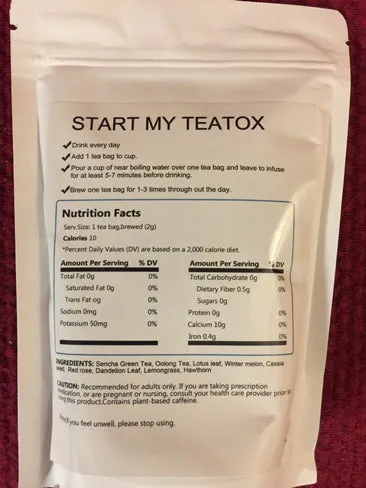 START MY TEATOX
Drink every day
Add 1 tea bag to cup.
Pour a cup of near boiling water over one tea bag and leave to infuse
for at least 5-7 minutes before drinking.
Brew one tea bag for 1-3 times through out the day.
Nutrition Facts
Serv.Size: 1 tea bag,brewed (2g)
Calories 10
*Percent Daily Values (DV) are based on a 2,000 calorie diet.
Amount Per Serving % DV
Total Fat 0g 0%
Saturated Fat 0g 0%
Trans Fat 0g 0%
Sodium 0mg 0%
Potassium 50mg 0%
Amount Per Serving % DV
Total Carbohydrate 0g 0%
Dietary Fiber 0.5g 0%
Sugars 0g
Protein 0g 0%
Calcium 10g 0%
Iron 0.4g 0%
INGREDIENTS: Sencha Green Tea, Oolong Tea, Lotus leaf, Winter melon, Cassia
seed, Red rose, Dandelion Leaf, Lemongrass, Hawthorn
CAUTION: Recommended for adults only. If you are taking prescription
medication, or are pregnant or nursing, consult your health care provider prior to
using this product.Contains plant-based caffeine.
you feel unwell, please stop using.